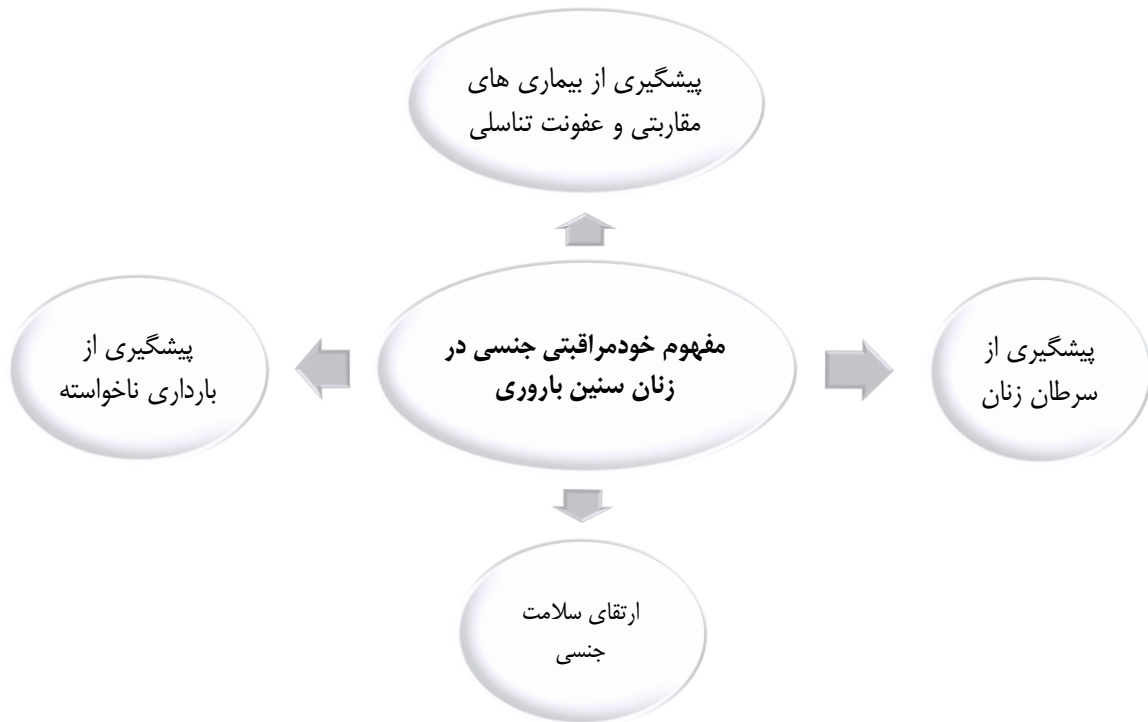 پیشگیری از بیماری های
مقاربتی و عفونت تناسلی
مفهوم خودمراقبتی جنسی در
زنان سنین باروری
پیشگیری از
سرطان زنان
ارتقای سلامت
جنسی
پیشگیری از
بارداری ناخواسته